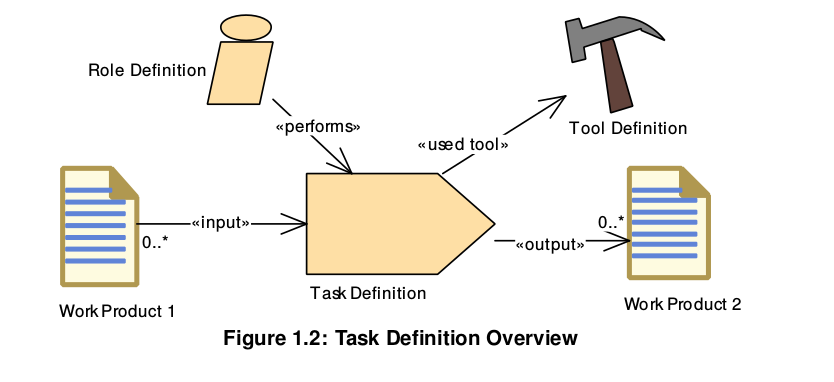 Role Definition
«performs»
«used tool»
Tool Definition
«input»
0..*
0..*
«output»
Task Definition
Work Product 1
Work Product 2
Figure 1.2: Task Definition Overview